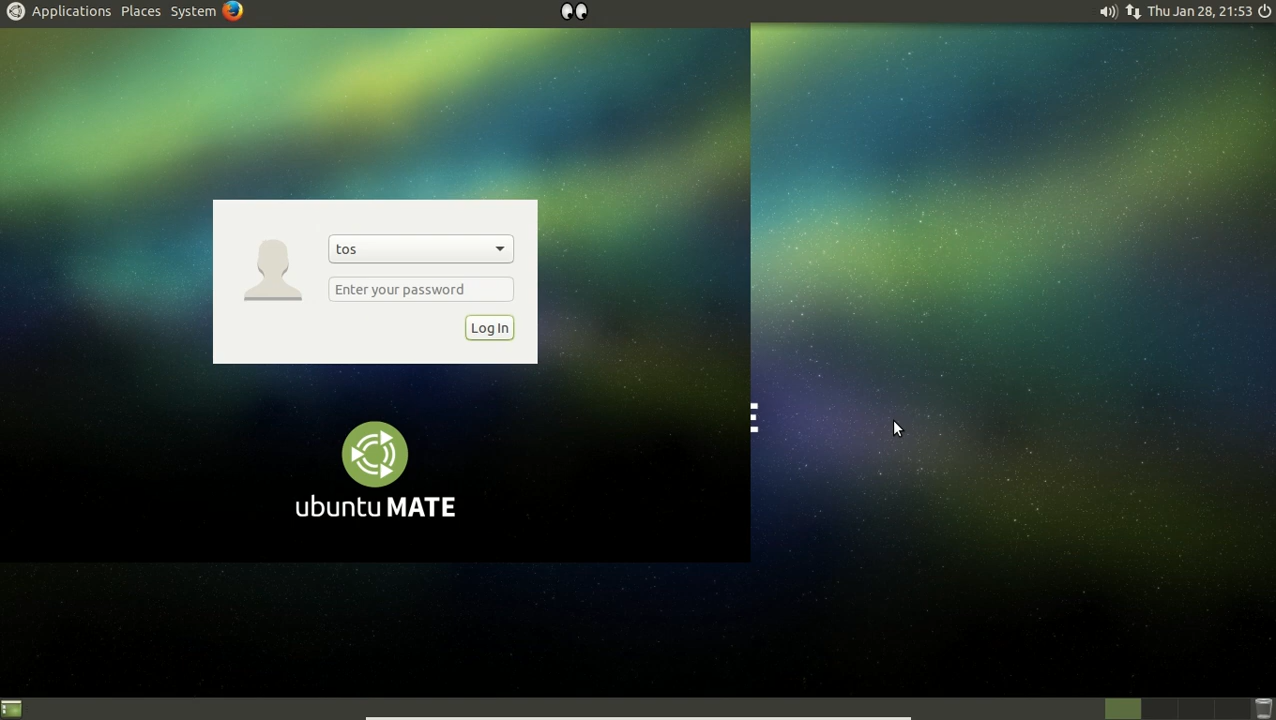 Applications Places System Thu Jan 28, 21:53
tos
Enter your password
Log In
E
ubuntu MATE